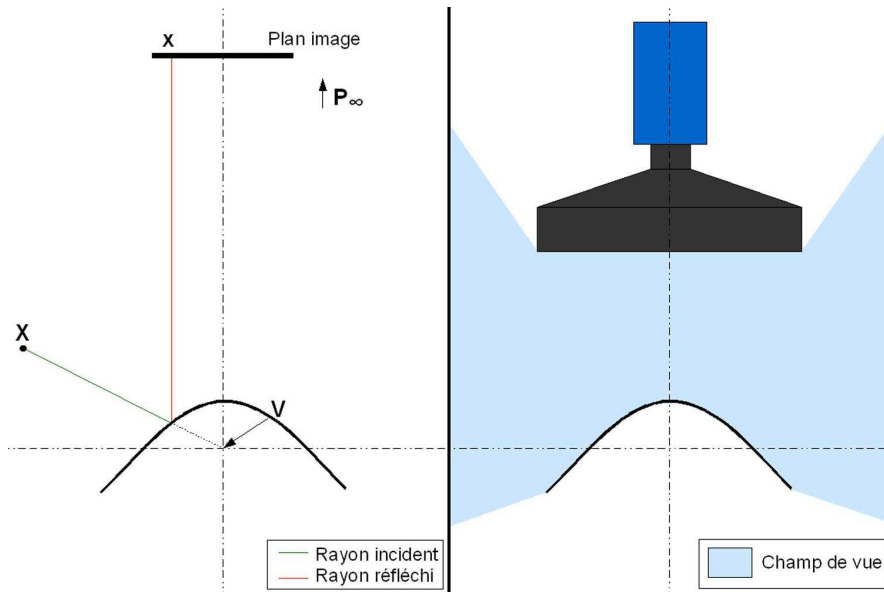 x
Plan image
P∞
X
V
Rayon incident
Rayon réfléchi
Champ de vue